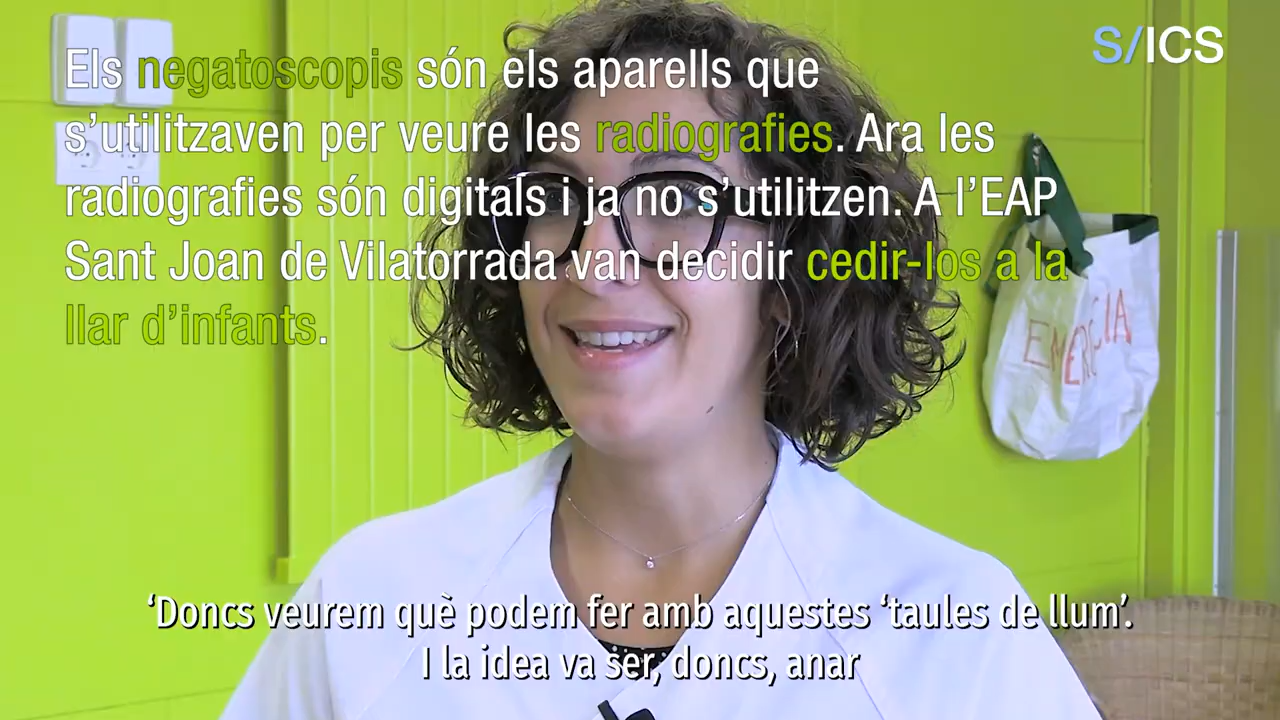 S/ICS
Els negatoscopis són els aparells que
s’utilitzaven per veure les radiografies. Ara les
radiografies són digitals i ja no s’utilitzen. A l’EAP
Sant Joan de Vilatorrada van decidir cedir-los a la
llar d’infants.
EMERGÈNCIA
‘Doncs veurem què podem fer amb aquestes ‘taules de llum’.
I la idea va ser, doncs, anar